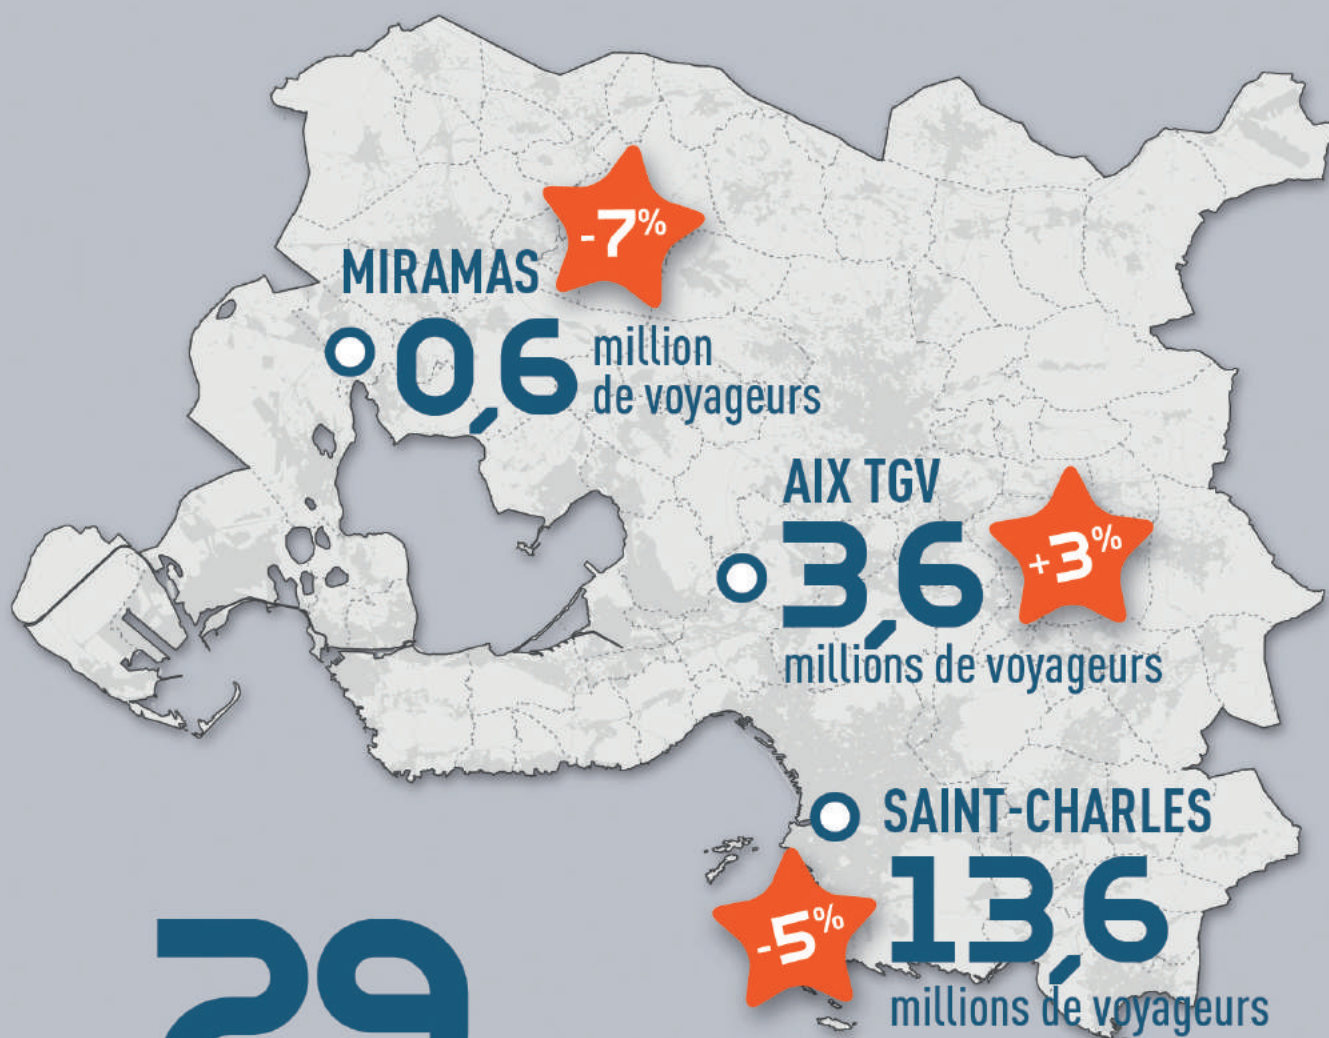 -7%
MIRAMAS
0,6 million
de voyageurs
AIX TGV
3,6
+3%
millions de voyageurs
SAINT-CHARLES
-5%
13,6
millions de voyageurs
29